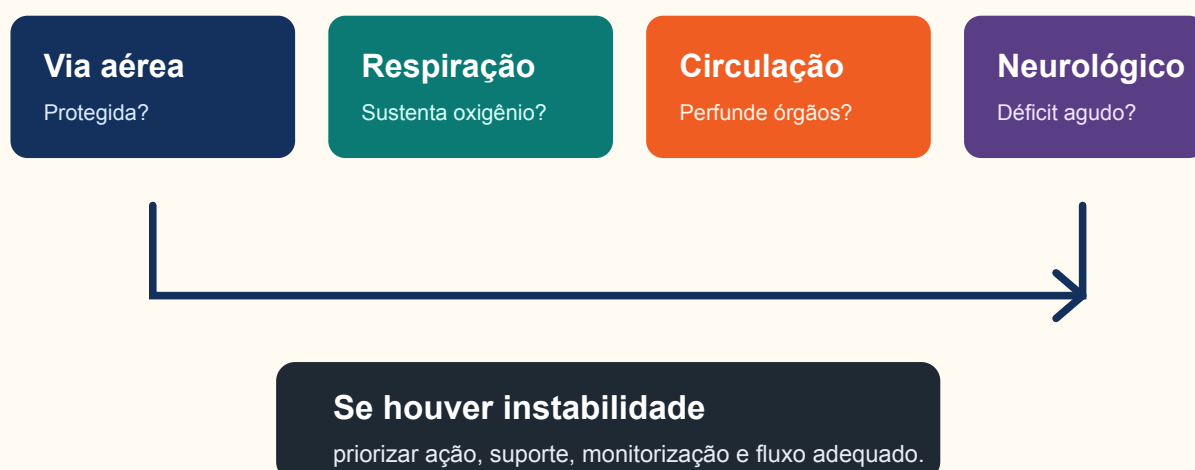 Via aérea
Protegida?
Respiração
Sustenta oxigênio?
Circulação
Perfunde órgãos?
Neurológico
Déficit agudo?
Se houver instabilidade
priorizar ação, suporte, monitorização e fluxo adequado.